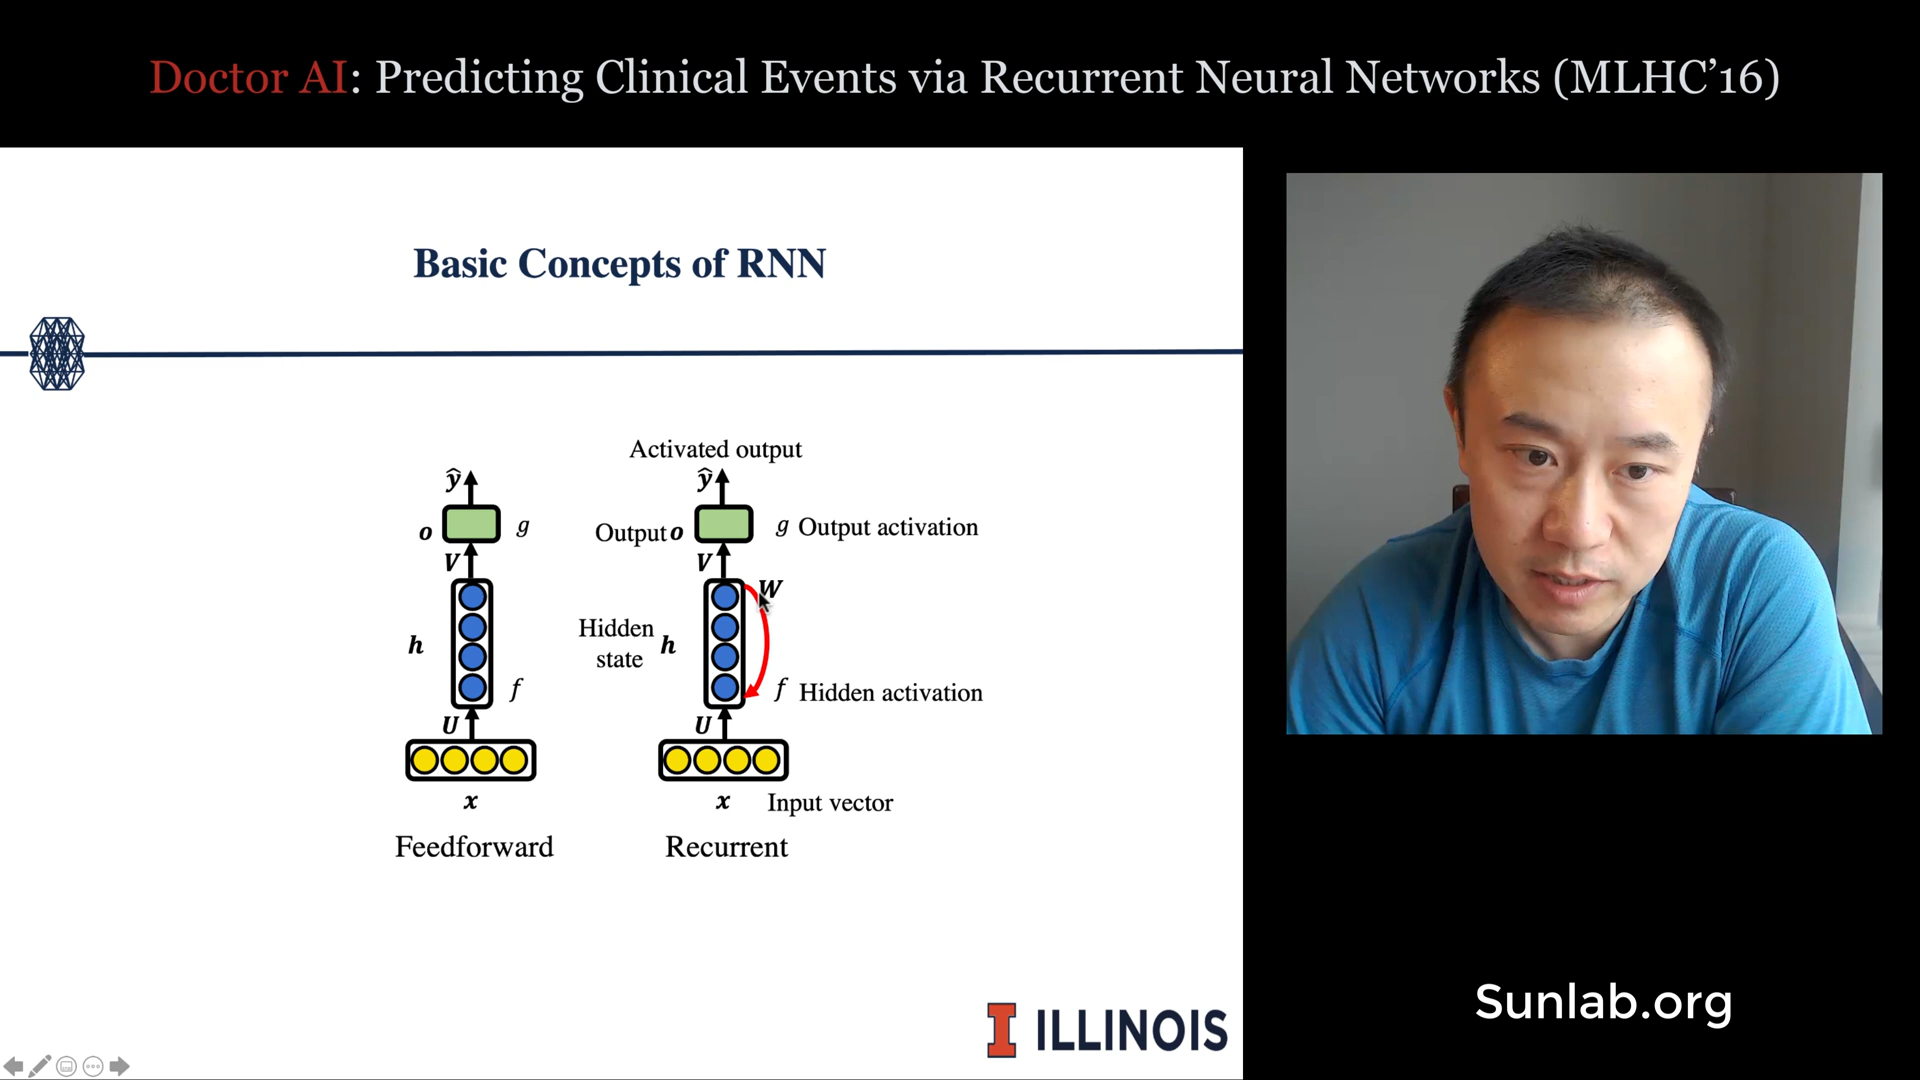 Doctor AI: Predicting Clinical Events via Recurrent Neural Networks (MLHC’16)
Basic Concepts of RNN
Activated output
ŷ
o
g
V
h
f
U
x
Feedforward
ŷ
Output o
g Output activation
V
W
Hidden
state
h
f Hidden activation
U
x Input vector
Recurrent
I ILLINOIS
Sunlab.org